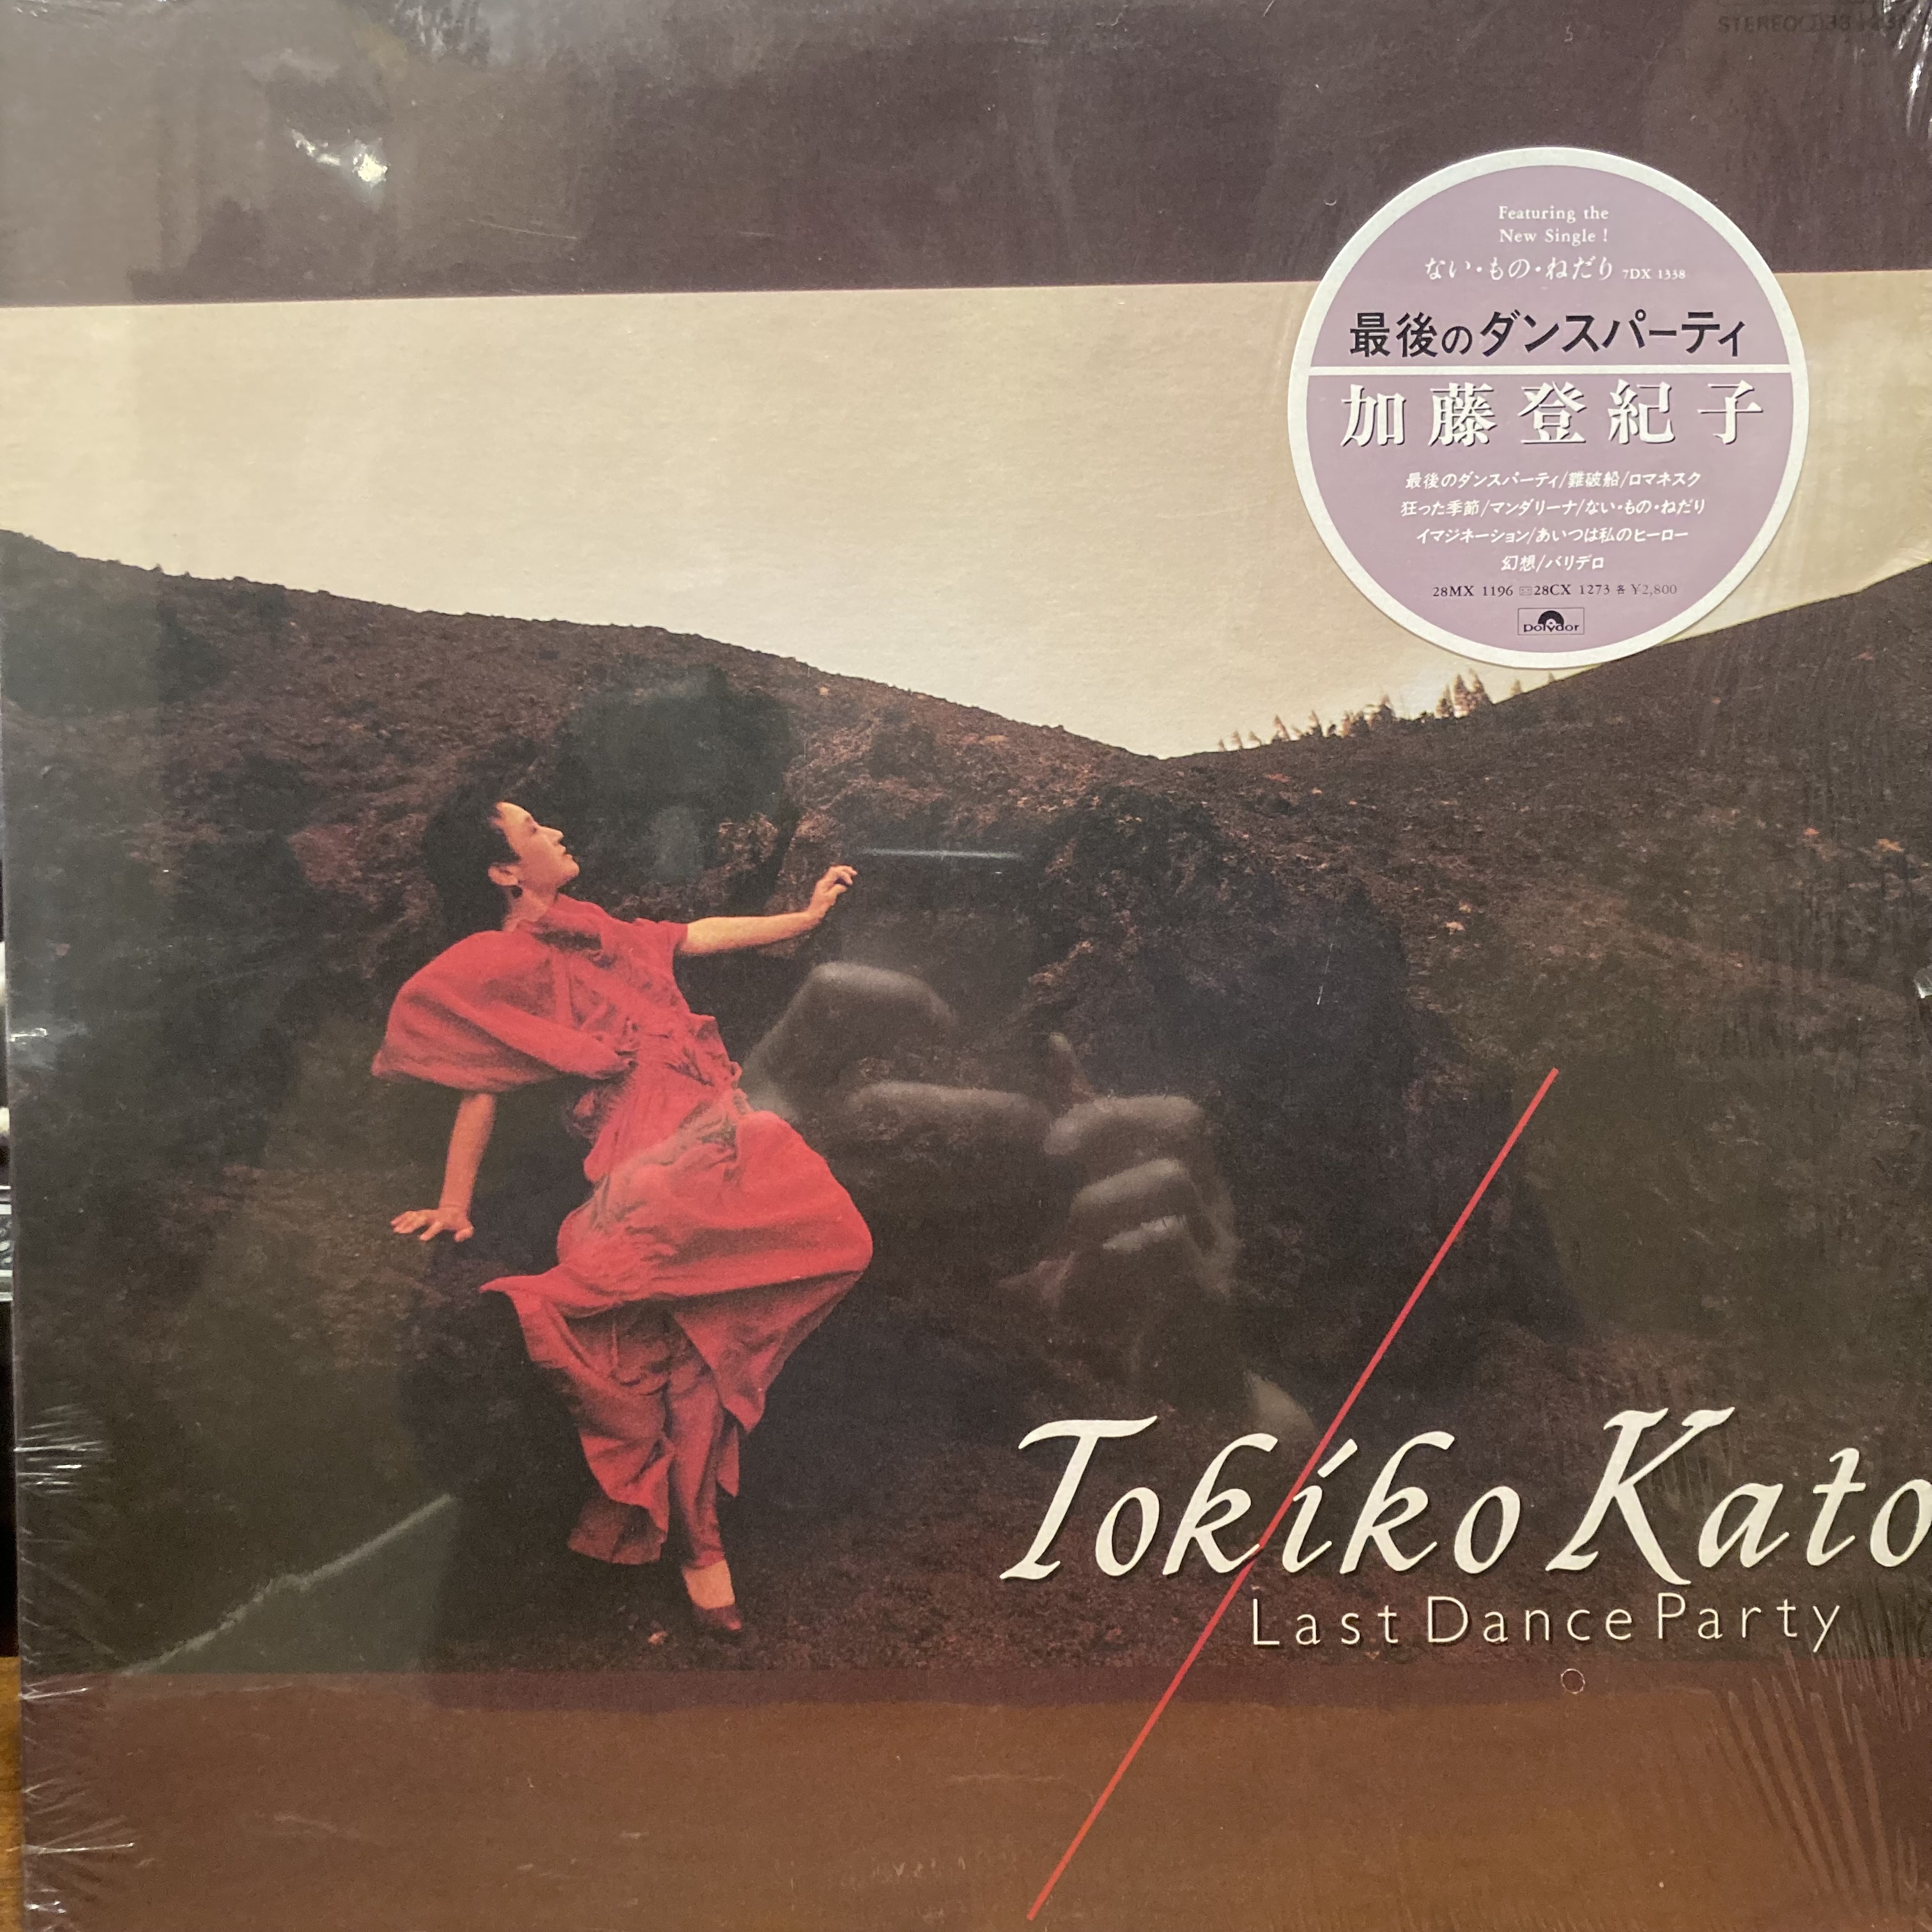 STEREO
Featuring the
New Single !
ない・もの・ねだり 7DX 1338
最後のダンスパーティ
加藤登紀子
最後のダンスパーティ/難破船/ロマネスク
狂った季節/マンダリーナ/ない・もの・ねだり
イマジネーション/あいつは私のヒーロー
幻想/バリデロ
28MX 1196 28CX 1273 各 ¥2,800
polydor
Tokiko Kato
Last Dance Party